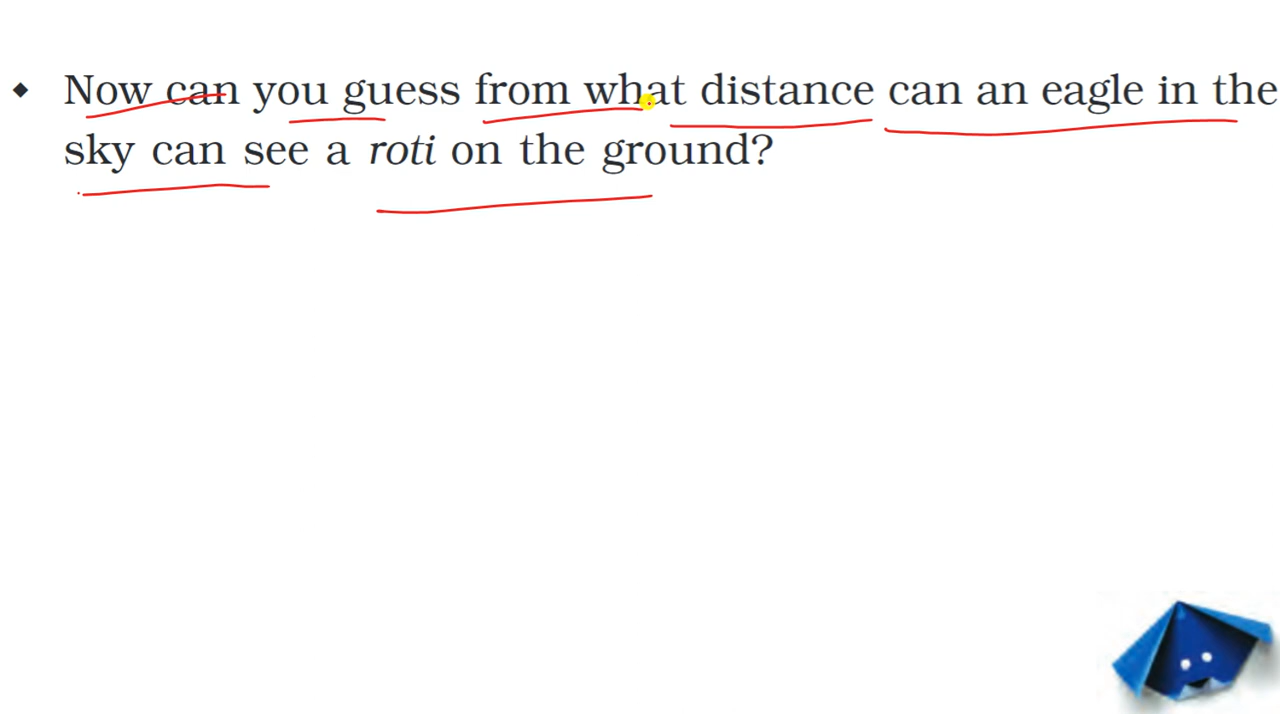 ◆ Now can you guess from what distance can an eagle in the
sky can see a roti on the ground?